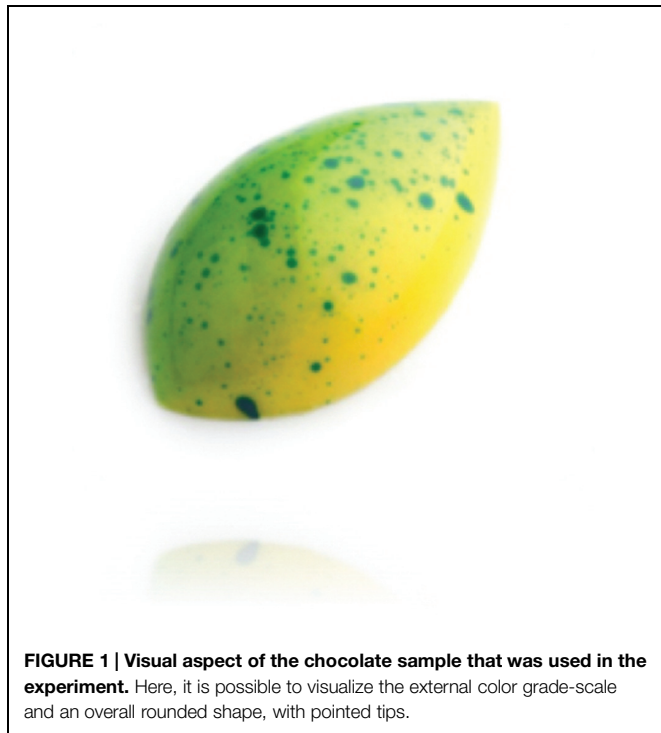 FIGURE 1 | Visual aspect of the chocolate sample that was used in the
experiment. Here, it is possible to visualize the external color grade-scale
and an overall rounded shape, with pointed tips.